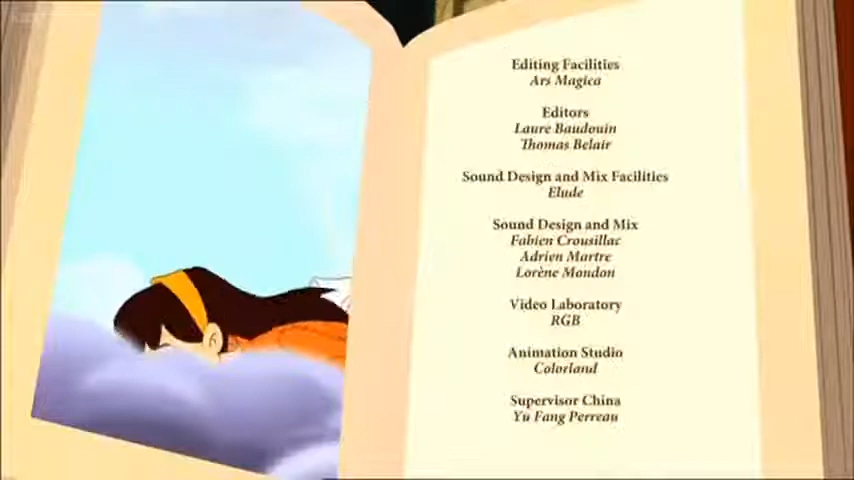 Editing Facilities
Ars Magica
Editors
Laure Baudouin
Thomas Belair
Sound Design and Mix Facilities
Elude
Sound Design and Mix
Fabien Crousillac
Adrien Martre
Lorène Mondon
Video Laboratory
RGB
Animation Studio
Colorland
Supervisor China
Yu Fang Perreau